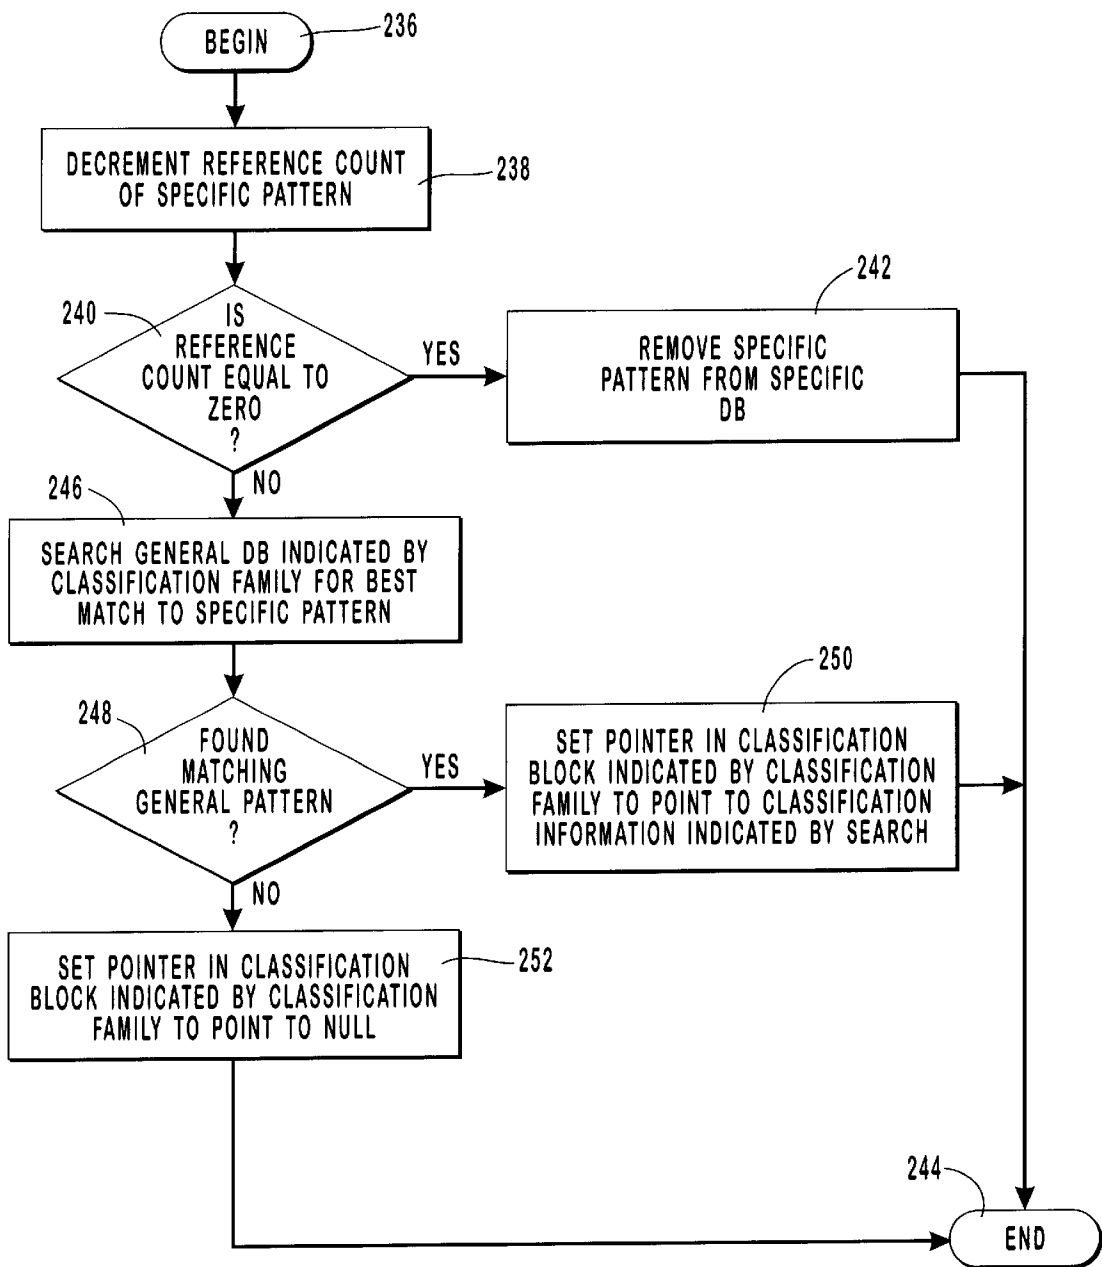 BEGIN
236
DECREMENT REFERENCE COUNT
OF SPECIFIC PATTERN
238
240
IS
REFERENCE
COUNT EQUAL TO
ZERO
?
YES
242
REMOVE SPECIFIC
PATTERN FROM SPECIFIC
DB
NO
246
SEARCH GENERAL DB INDICATED BY
CLASSIFICATION FAMILY FOR BEST
MATCH TO SPECIFIC PATTERN
248
FOUND
MATCHING
GENERAL PATTERN
?
YES
250
SET POINTER IN CLASSIFICATION
BLOCK INDICATED BY CLASSIFICATION
FAMILY TO POINT TO CLASSIFICATION
INFORMATION INDICATED BY SEARCH
NO
SET POINTER IN CLASSIFICATION
BLOCK INDICATED BY CLASSIFICATION
FAMILY TO POINT TO NULL
252
244
END